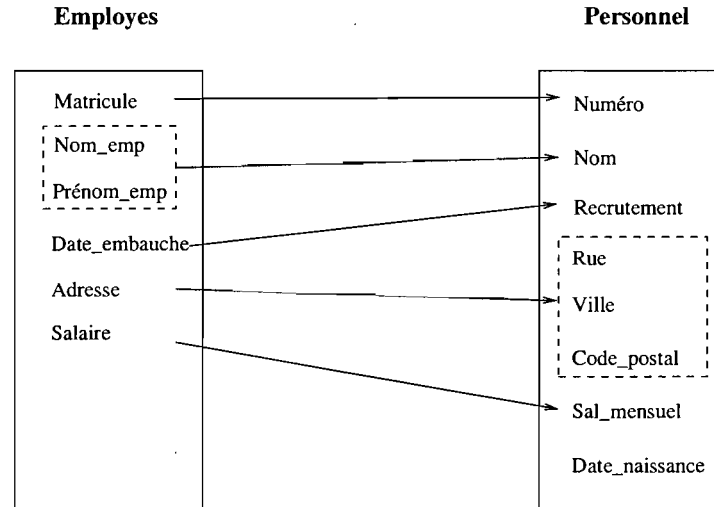 Employes
Personnel
Matricule
Nom_emp
Prénom_emp
Date_embauche
Adresse
Salaire
Numéro
Nom
Recrutement
Rue
Ville
Code_postal
Sal_mensuel
Date_naissance